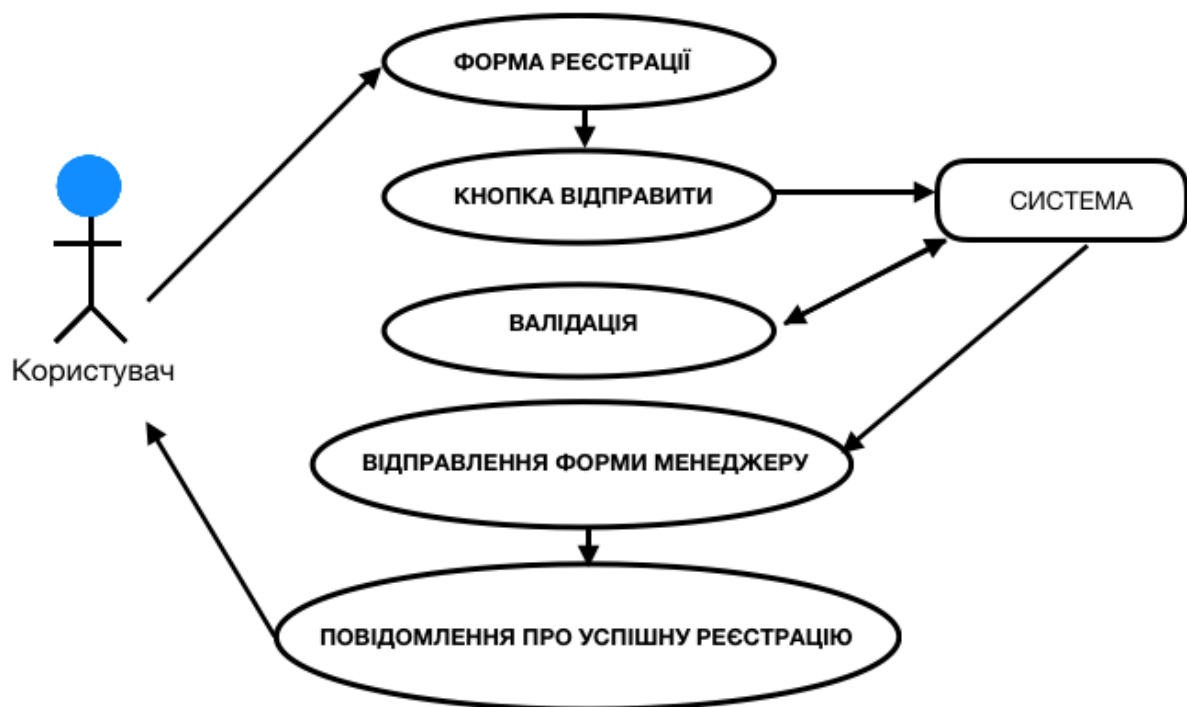 ФОРМА РЕЄСТРАЦІЇ
КНОПКА ВІДПРАВИТИ
СИСТЕМА
ВАЛІДАЦІЯ
Користувач
ВІДПРАВЛЕННЯ ФОРМИ МЕНЕДЖЕРУ
ПОВІДОМЛЕННЯ ПРО УСПІШНУ РЕЄСТРАЦІЮ